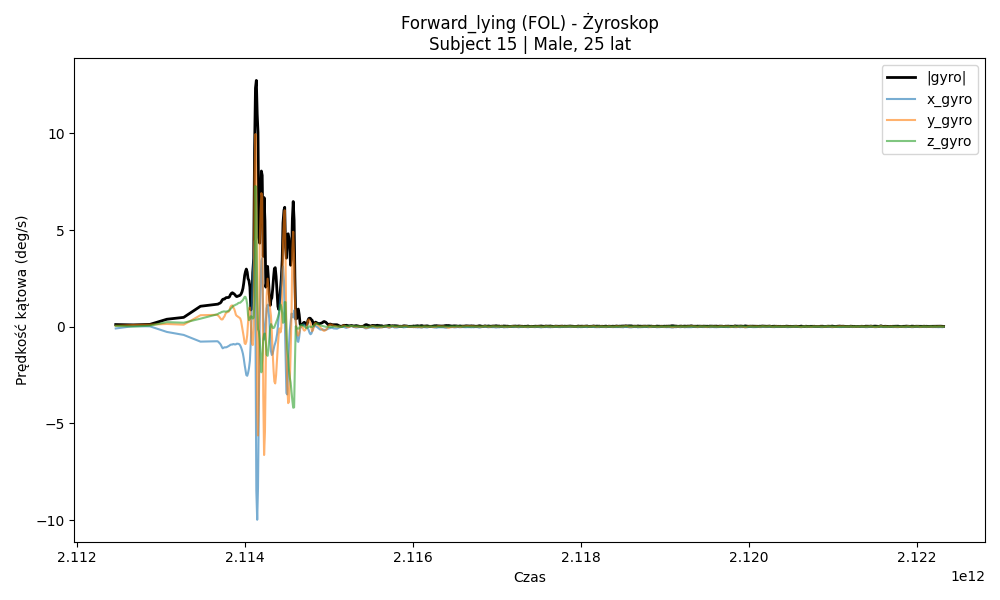 Forward_lying (FOL) - Żyroskop
Subject 15 | Male, 25 lat
|gyro|
x_gyro
y_gyro
z_gyro
Prędkość kątowa (deg/s)
10
5
0
−5
−10
2.112
2.114
2.116
2.118
2.120
2.122
1e12
Czas